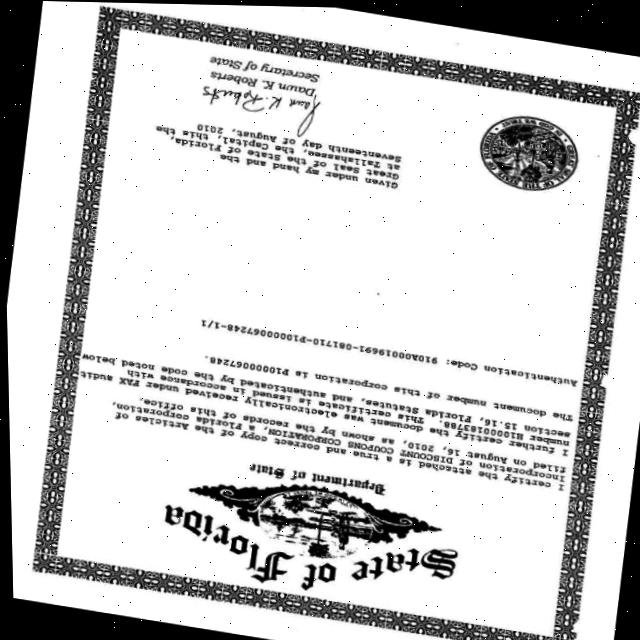 State of Florida
Department of State
I certify the attached is a true and correct copy of the Articles of
Incorporation of DISCOUNT COUPONS CORPORATION, a Florida corporation,
filed on August 16, 2010, as shown by the records of this office.
I further certify the document was electronically received under FAX audit
number H10000183788. This certificate is issued in accordance with
section 15.16, Florida Statutes, and authenticated by the code noted below
The document number of this corporation is P10000067248.
Authentication Code: 910A00019691-081710-P10000067248-1/1
Given under my hand and the
Great Seal of the State of Florida,
at Tallahassee, the Capital, this the
Seventeenth day of August, 2010
Dawn K. Roberts
Dawn K. Roberts
Secretary of State